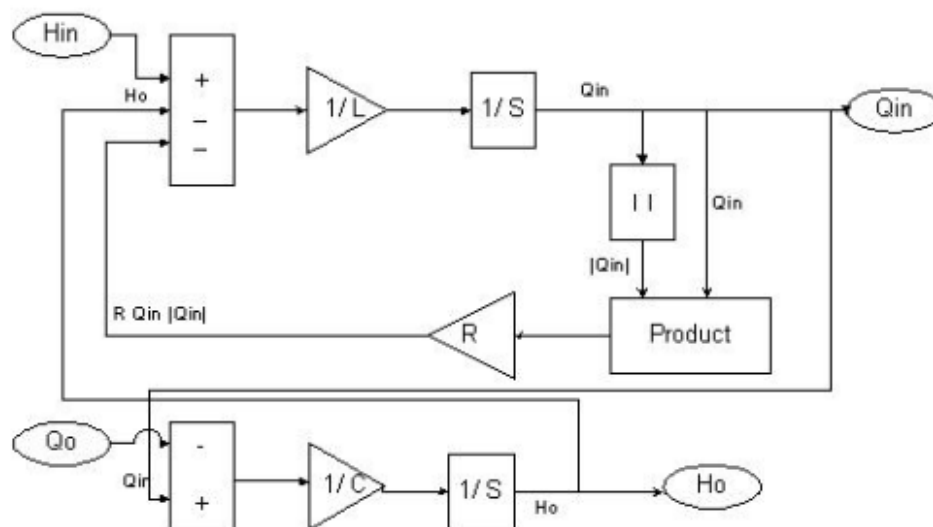 Hin
Ho
+
−
−
1/L
1/S
Qin
Qin
| |
Qin
|Qin|
R Qin |Qin|
R
Product
Qo
-
Qin
+
1/C
1/S
Ho
Ho